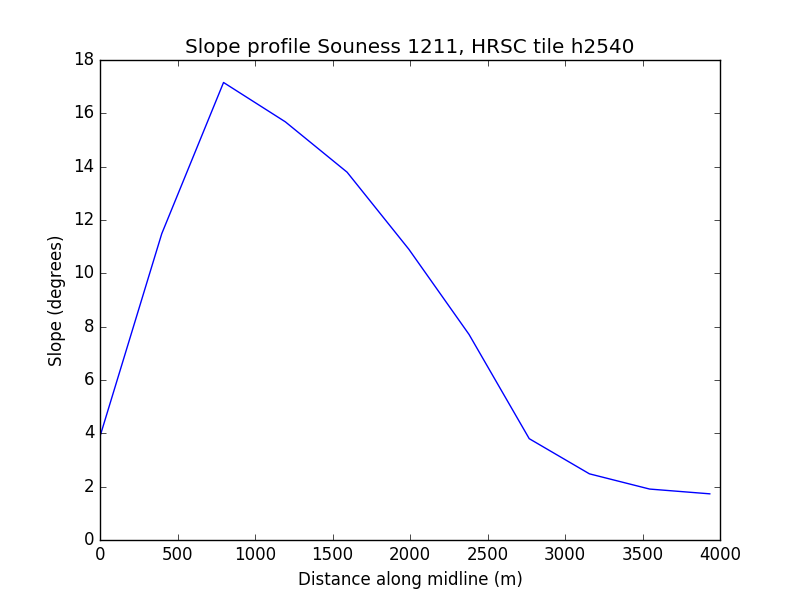 Slope profile Souness 1211, HRSC tile h2540
18
16
14
12
10
8
6
4
2
0
Slope (degrees)
0 500 1000 1500 2000 2500 3000 3500 4000
Distance along midline (m)